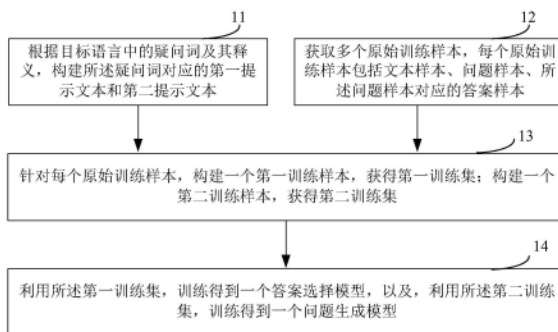 11
根据目标语言中的疑问词及其释
义，构建所述疑问词对应的第一提
示文本和第二提示文本
12
获取多个原始训练样本，每个原始训
练样本包括文本样本、问题样本、所
述问题样本对应的答案样本
13
针对每个原始训练样本，构建一个第一训练样本，获得第一训练集；构建一个
第二训练样本，获得第二训练集
14
利用所述第一训练集，训练得到一个答案选择模型，以及，利用所述第二训练
集，训练得到一个问题生成模型